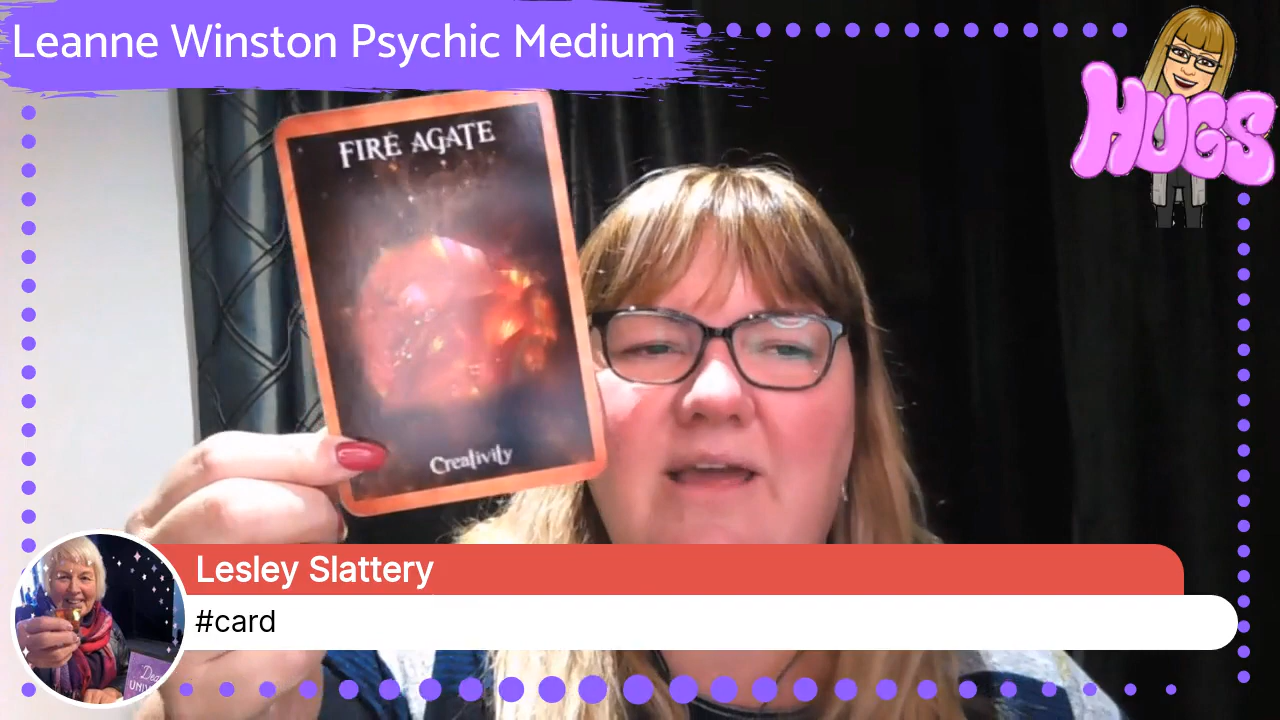 Leanne Winston Psychic Medium
HUGS
FIRE AGATE
Creativity
Lesley Slattery
#card